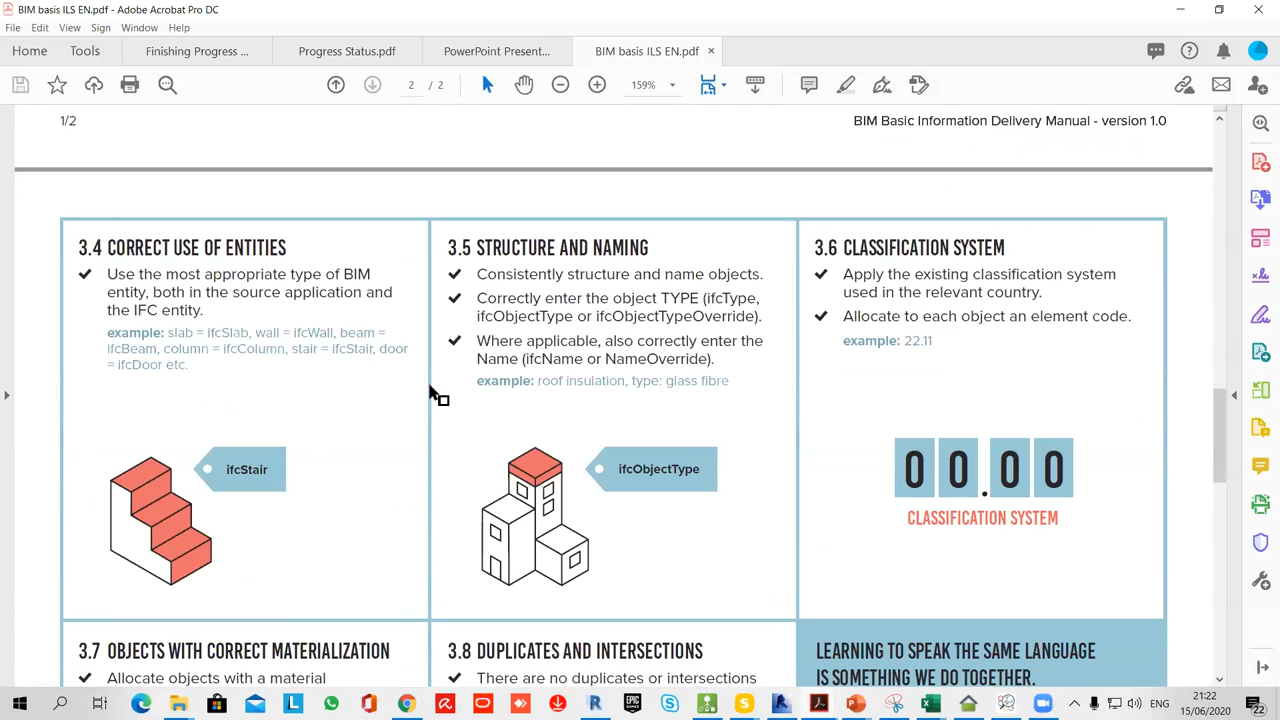 BIM basis ILS EN.pdf - Adobe Acrobat Pro DC
File Edit View Sign Window Help
Home Tools Finishing Progress ... Progress Status.pdf PowerPoint Present... BIM basis ILS EN.pdf ×
2 / 2 159%
1/2 BIM Basic Information Delivery Manual - version 1.0
3.4 CORRECT USE OF ENTITIES
Use the most appropriate type of BIM
entity, both in the source application and
the IFC entity.
example: slab = ifcSlab, wall = ifcWall, beam =
ifcBeam, column = ifcColumn, stair = ifcStair, door
= ifcDoor etc.
ifcStair
3.5 STRUCTURE AND NAMING
Consistently structure and name objects.
Correctly enter the object TYPE (ifcType,
ifcObjectType or ifcObjectTypeOverride).
Where applicable, also correctly enter the
Name (ifcName or NameOverride).
example: roof insulation, type: glass fibre
ifcObjectType
3.6 CLASSIFICATION SYSTEM
Apply the existing classification system
used in the relevant country.
Allocate to each object an element code.
example: 22.11
00.00
CLASSIFICATION SYSTEM
3.7 OBJECTS WITH CORRECT MATERIALIZATION
Allocate objects with a material
3.8 DUPLICATES AND INTERSECTIONS
There are no duplicates or intersections
LEARNING TO SPEAK THE SAME LANGUAGE
IS SOMETHING WE DO TOGETHER.
EPIC
GAMES
ENG
21:22
15/06/2020
22